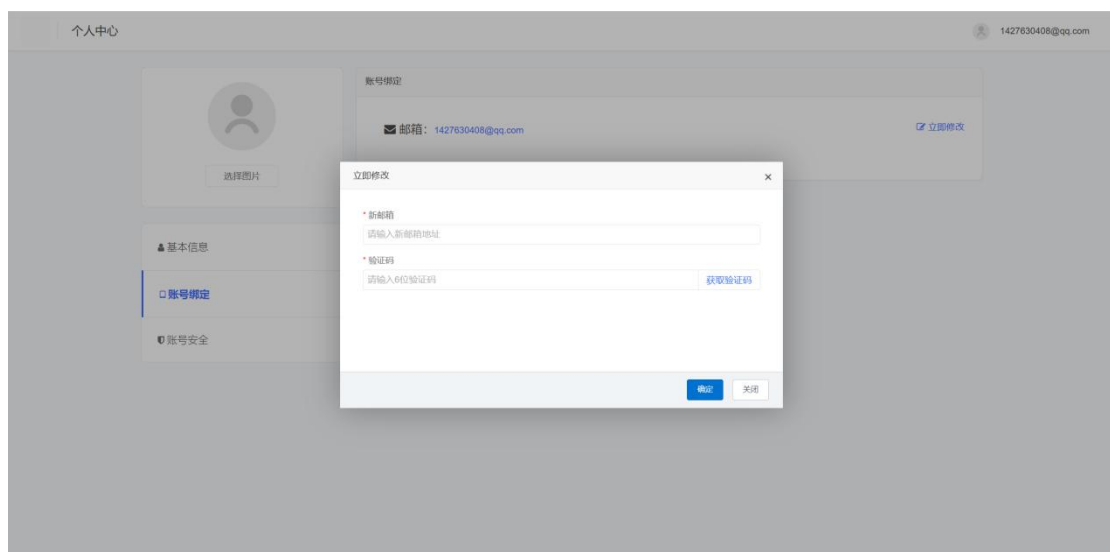 个人中心
1427630408@qq.com
选择图片
基本信息
账号绑定
账号安全
账号绑定
邮箱：1427630408@qq.com
立即修改
立即修改
×
* 新邮箱
请输入新邮箱地址
* 验证码
请输入6位验证码
获取验证码
确定
关闭